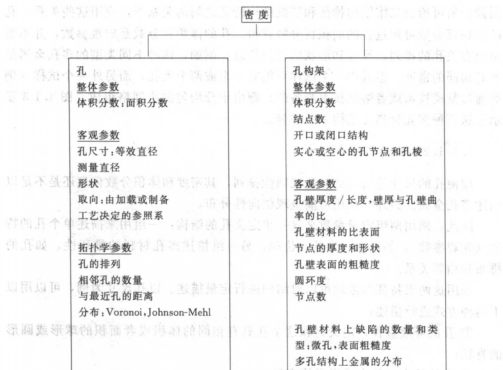 密度
孔
整体参数
体积分数;面积分数
客观参数
孔尺寸:等效直径
测量直径
形状
取向:由加载或制备
工艺决定的参照系
拓扑学参数
孔的排列
相邻孔的数量
与最近孔的距离
分布:Voronoi,Johnson-Mehl
孔构架
整体参数
体积分数
结点数
开口或闭口结构
实心或空心的孔节点和孔棱
客观参数
孔壁厚度/长度,壁厚与孔壁曲
率的比
孔壁材料的比表面
节点的厚度和形状
孔壁表面的粗糙度
圆环度
节点数
孔壁材料上缺陷的数量和类
型:微孔,表面粗糙度
多孔结构上金属的分布